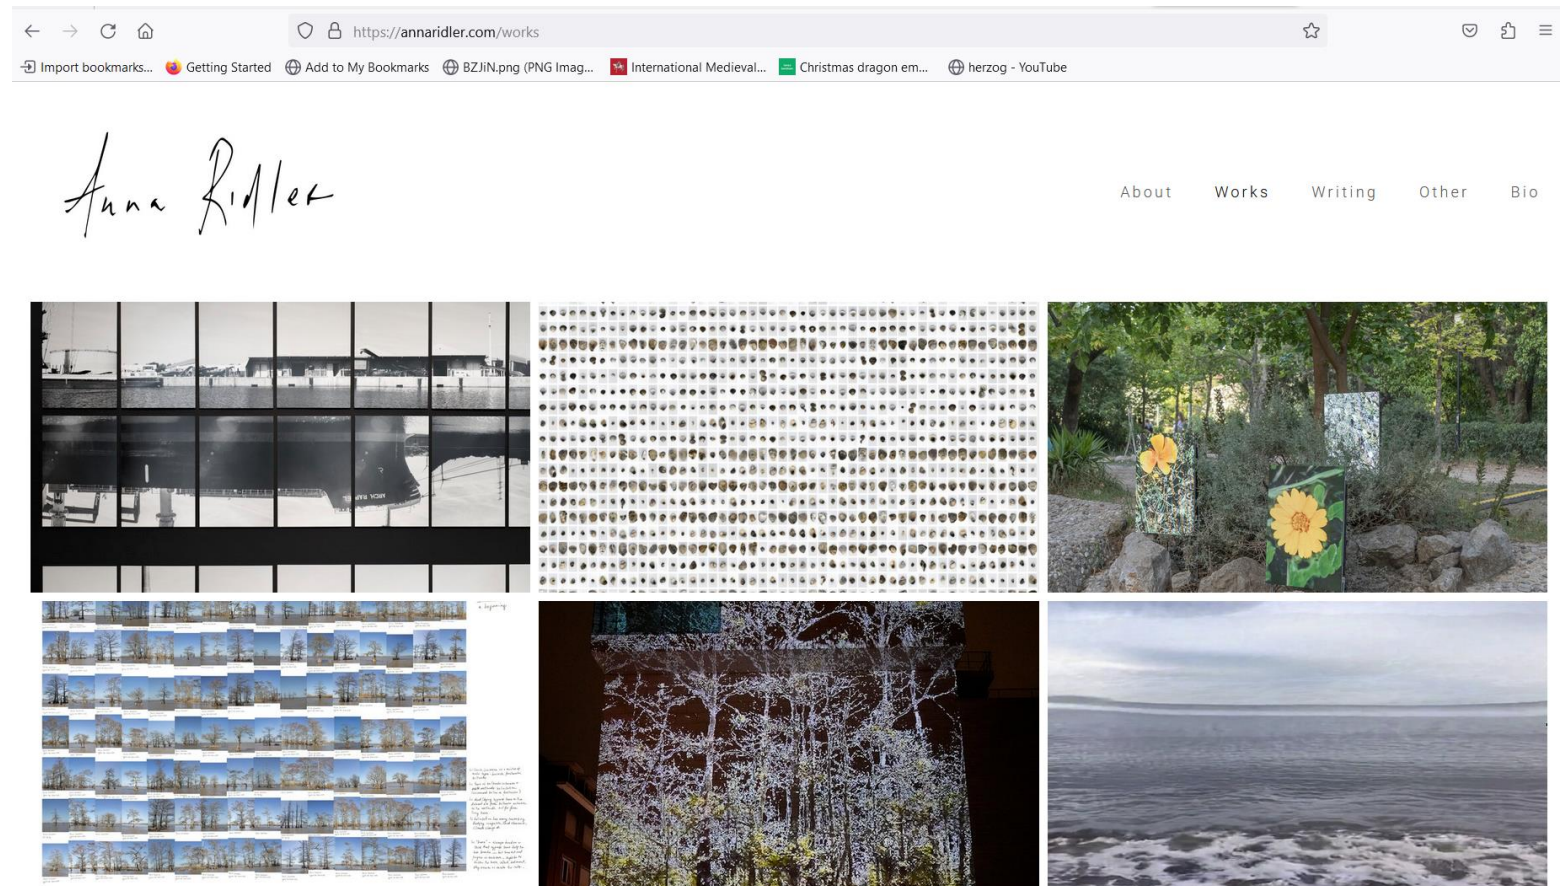 https://annaridler.com/works
Import bookmarks... Getting Started Add to My Bookmarks BZJiN.png (PNG Imag... International Medieval... Christmas dragon em... herzog - YouTube
Anna Ridler
About Works Writing Other Bio